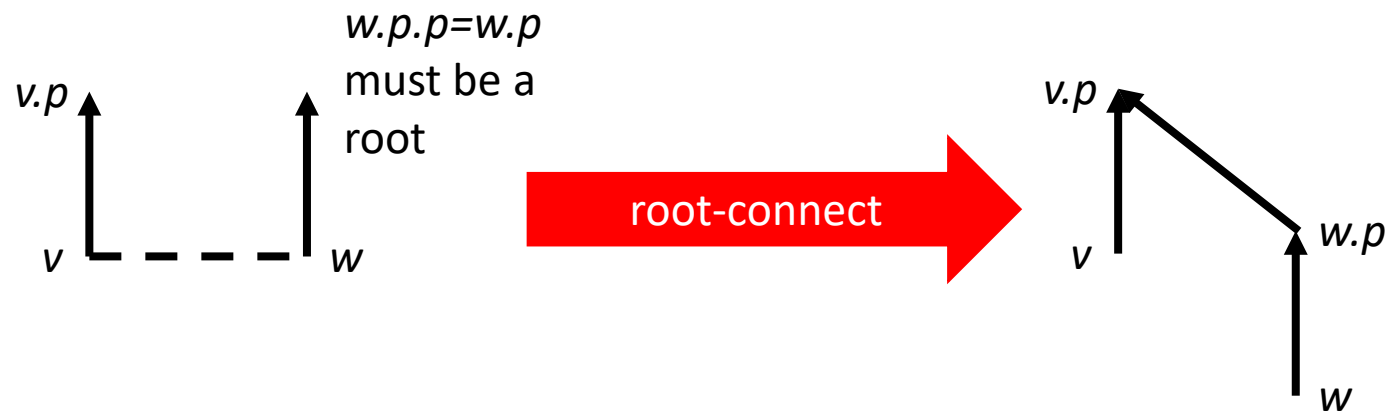 w.p.p=w.p
must be a
root
v.p
v
w
root-connect
v.p
v
w.p
w